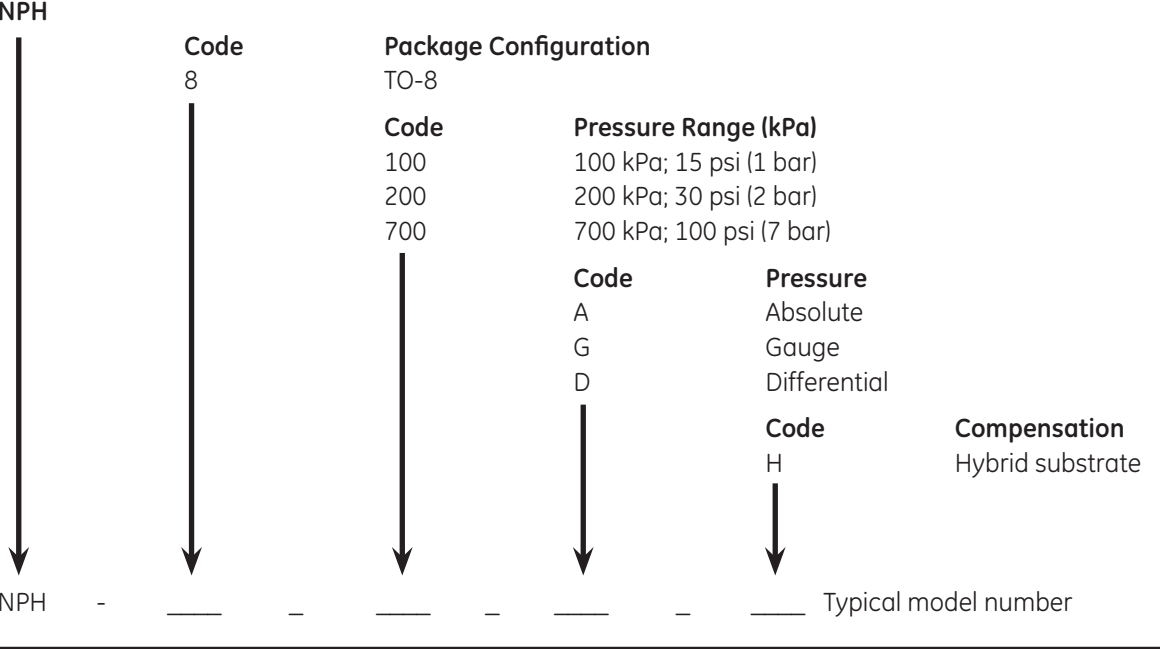 NPH
Code Package Configuration
8 TO-8
Code Pressure Range (kPa)
100 100 kPa; 15 psi (1 bar)
200 200 kPa; 30 psi (2 bar)
700 700 kPa; 100 psi (7 bar)
Code Pressure
A Absolute
G Gauge
D Differential
Code Compensation
H Hybrid substrate
NPH - ____ _ ____ _ ____ _ ____ Typical model number